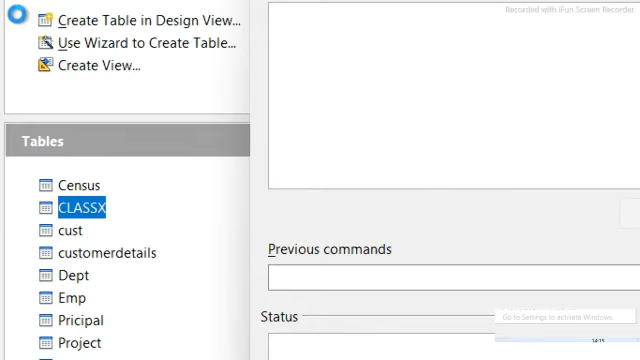 Recorded with iFun Screen Recorder
Create Table in Design View...
Use Wizard to Create Table...
Create View...
Tables
Census
CLASSX
cust
customerdetails
Dept
Emp
Pricipal
Project
Previous commands
Status
Go to Settings to activate Windows.